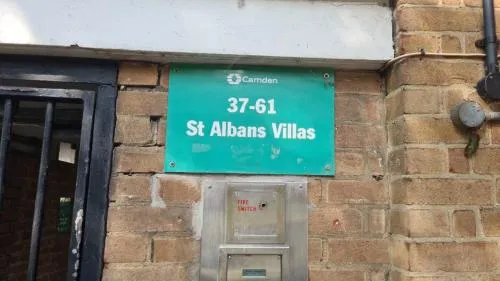 Camden
37-61
St Albans Villas
FIRE
SWITCH